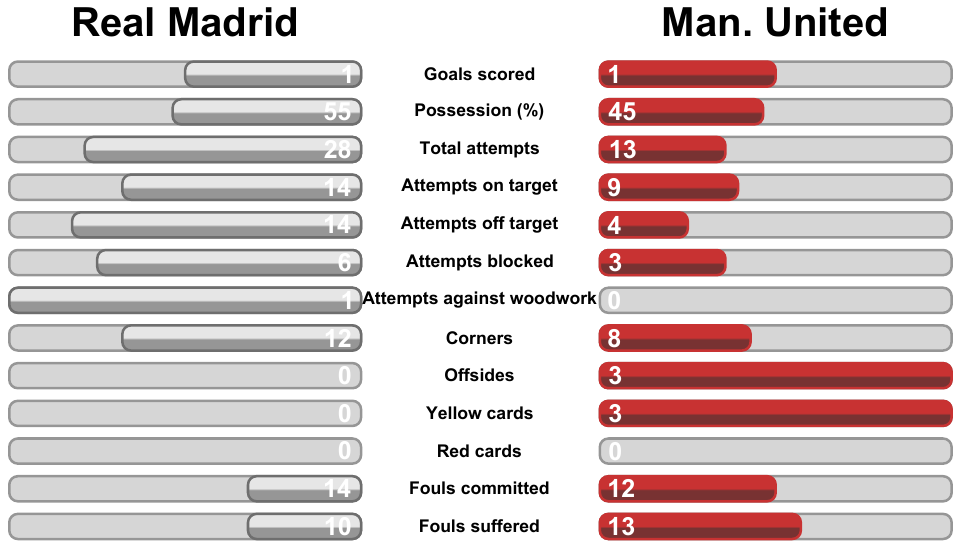 Real Madrid Man. United
1 Goals scored 1
55 Possession (%) 45
28 Total attempts 13
14 Attempts on target 9
14 Attempts off target 4
6 Attempts blocked 3
1 Attempts against woodwork 0
12 Corners 8
0 Offsides 3
0 Yellow cards 3
0 Red cards 0
14 Fouls committed 12
10 Fouls suffered 13